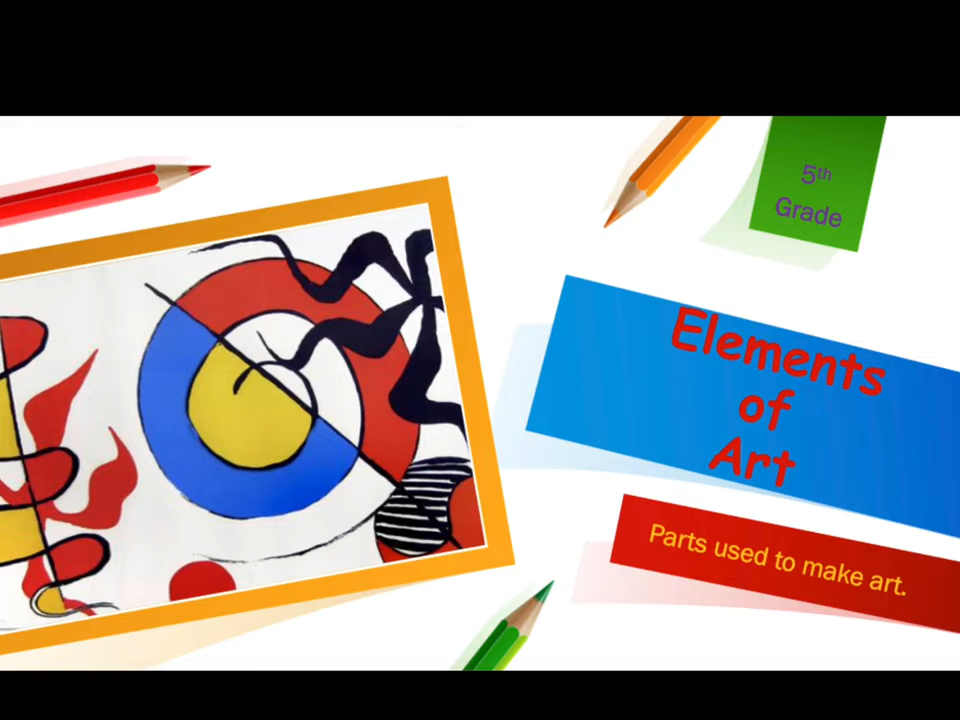 5th
Grade
Elements
of
Art
Parts used to make art.